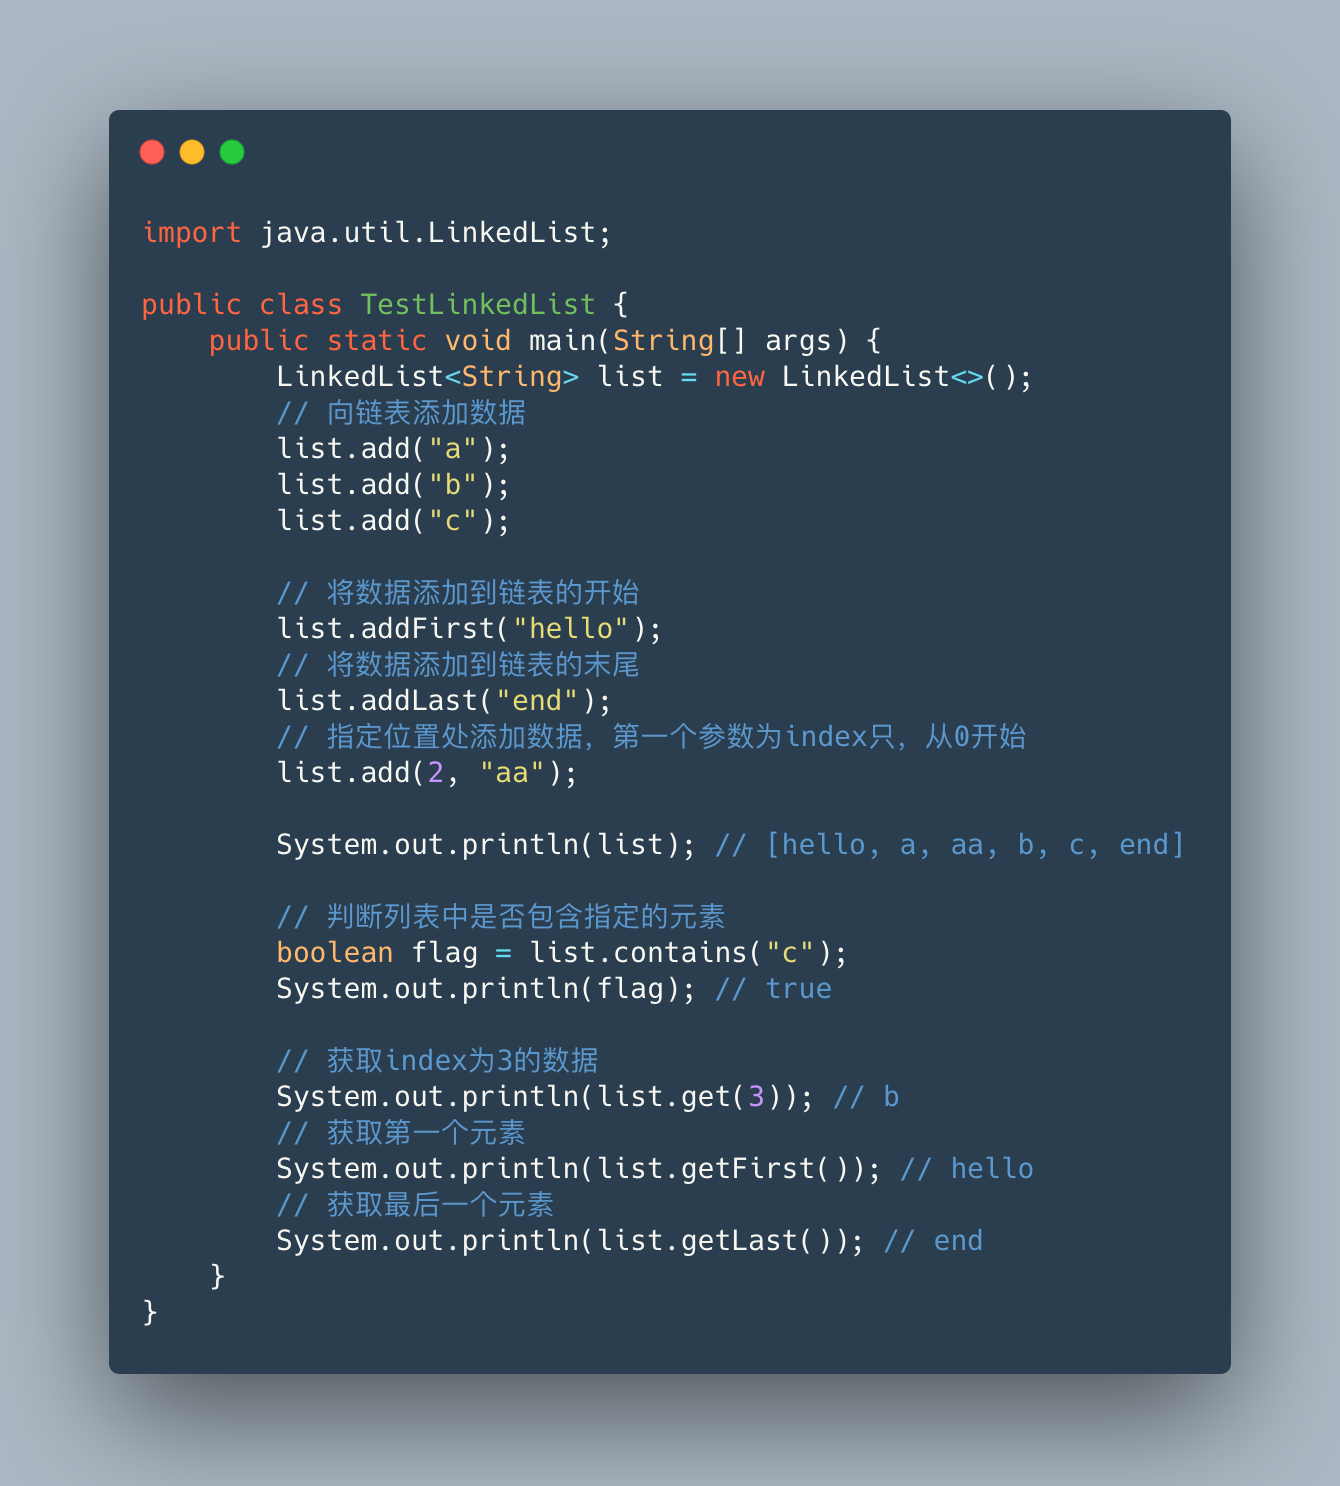 import java.util.LinkedList;
public class TestLinkedList {
    public static void main(String[] args) {
        LinkedList<String> list = new LinkedList<>();
        // 向链表添加数据
        list.add("a");
        list.add("b");
        list.add("c");
        // 将数据添加到链表的开始
        list.addFirst("hello");
        // 将数据添加到链表的末尾
        list.addLast("end");
        // 指定位置处添加数据，第一个参数为index只，从0开始
        list.add(2, "aa");
        System.out.println(list); // [hello, a, aa, b, c, end]
        // 判断列表中是否包含指定的元素
        boolean flag = list.contains("c");
        System.out.println(flag); // true
        // 获取index为3的数据
        System.out.println(list.get(3)); // b
        // 获取第一个元素
        System.out.println(list.getFirst()); // hello
        // 获取最后一个元素
        System.out.println(list.getLast()); // end
    }
}